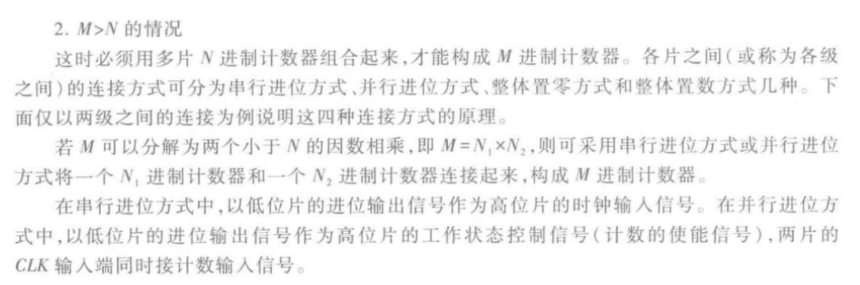 2. M>N 的情况
这时必须用多片 N 进制计数器组合起来,才能构成 M 进制计数器。各片之间(或称为各级
之间)的连接方式可分为串行进位方式、并行进位方式、整体置零方式和整体置数方式几种。下
面仅以两级之间的连接为例说明这四种连接方式的原理。
若 M 可以分解为两个小于 N 的因数相乘,即 M=N₁×N₂,则可采用串行进位方式或并行进位
方式将一个 N₁ 进制计数器和一个 N₂ 进制计数器连接起来,构成 M 进制计数器。
在串行进位方式中,以低位片的进位输出信号作为高位片的时钟输入信号。在并行进位方
式中,以低位片的进位输出信号作为高位片的工作状态控制信号(计数的使能信号),两片的
CLK 输入端同时接计数输入信号。